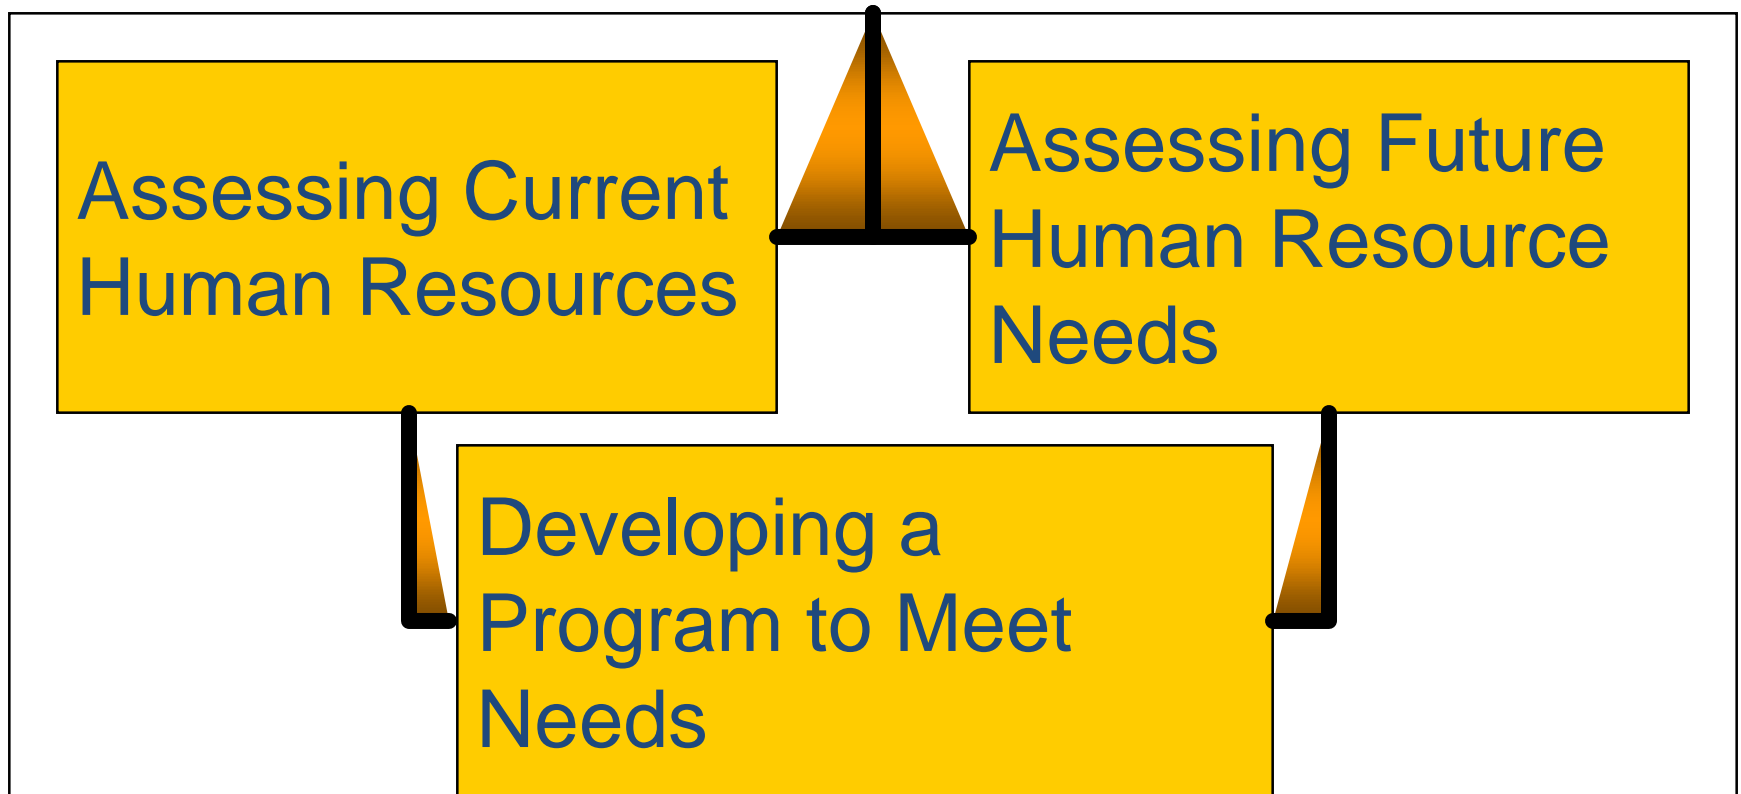 Assessing Current
Human Resources
Assessing Future
Human Resource
Needs
Developing a
Program to Meet
Needs